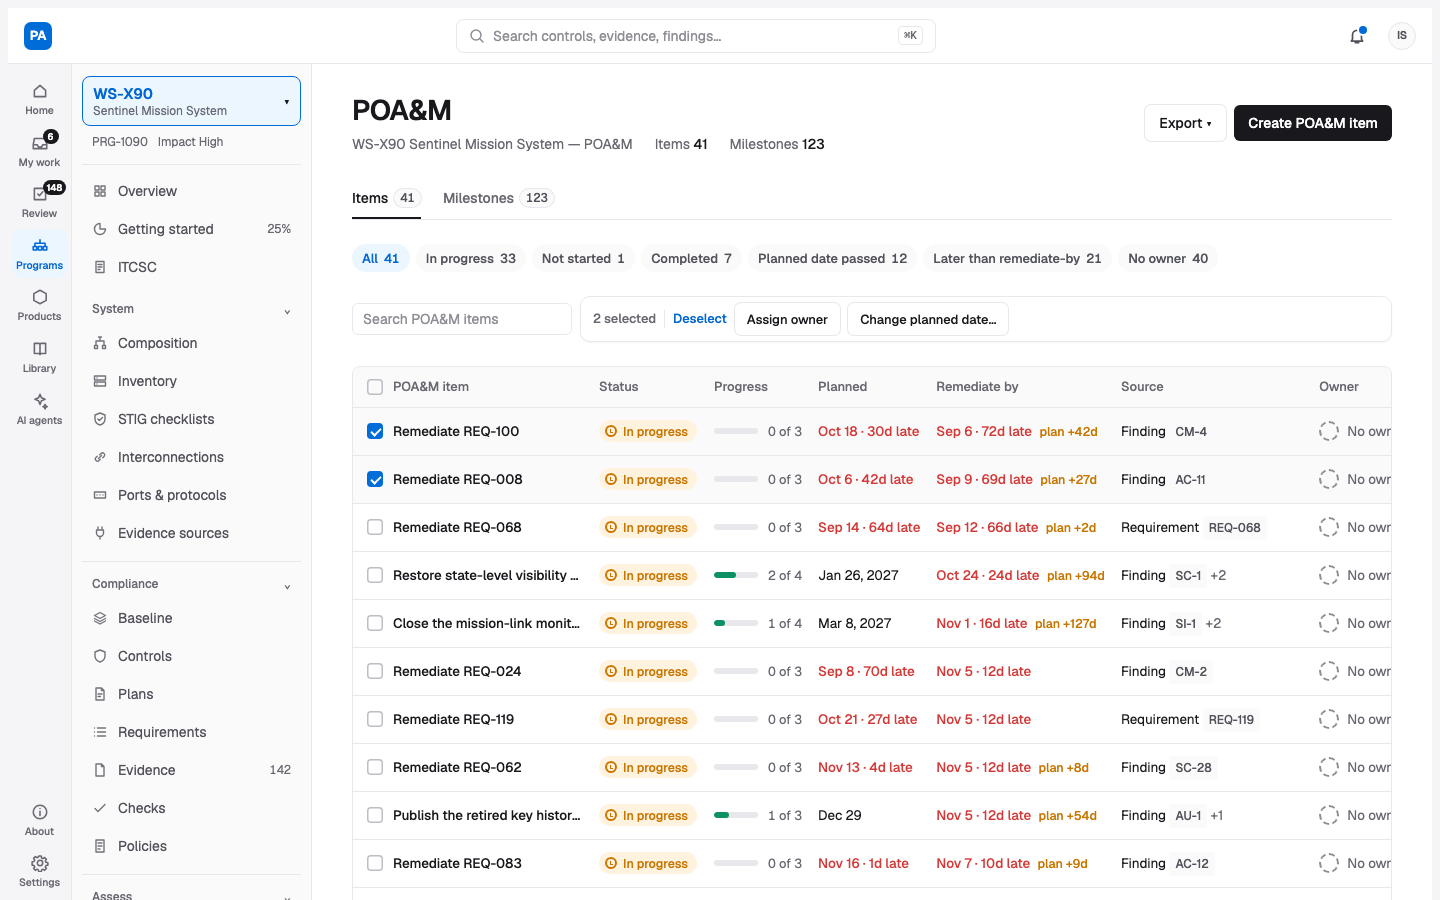 PA
Search controls, evidence, findings...
⌘K
IS
Home
6
My work
148
Review
Programs
Products
Library
AI agents
About
Settings
WS-X90
Sentinel Mission System
PRG-1090 Impact High
Overview
Getting started 25%
ITCSC
System
Composition
Inventory
STIG checklists
Interconnections
Ports & protocols
Evidence sources
Compliance
Baseline
Controls
Plans
Requirements
Evidence 142
Checks
Policies
Assess
POA&M
WS-X90 Sentinel Mission System — POA&M Items 41 Milestones 123
Export ▾
Create POA&M item
Items 41 Milestones 123
All 41 In progress 33 Not started 1 Completed 7 Planned date passed 12 Later than remediate-by 21 No owner 40
Search POA&M items
2 selected Deselect Assign owner Change planned date...
POA&M item Status Progress Planned Remediate by Source Owner
Remediate REQ-100 In progress 0 of 3 Oct 18 · 30d late Sep 6 · 72d late plan +42d Finding CM-4 No owr
Remediate REQ-008 In progress 0 of 3 Oct 6 · 42d late Sep 9 · 69d late plan +27d Finding AC-11 No owr
Remediate REQ-068 In progress 0 of 3 Sep 14 · 64d late Sep 12 · 66d late plan +2d Requirement REQ-068 No owr
Restore state-level visibility ... In progress 2 of 4 Jan 26, 2027 Oct 24 · 24d late plan +94d Finding SC-1 +2 No owr
Close the mission-link monit... In progress 1 of 4 Mar 8, 2027 Nov 1 · 16d late plan +127d Finding SI-1 +2 No owr
Remediate REQ-024 In progress 0 of 3 Sep 8 · 70d late Nov 5 · 12d late Finding CM-2 No owr
Remediate REQ-119 In progress 0 of 3 Oct 21 · 27d late Nov 5 · 12d late Requirement REQ-119 No owr
Remediate REQ-062 In progress 0 of 3 Nov 13 · 4d late Nov 5 · 12d late plan +8d Finding SC-28 No owr
Publish the retired key histor... In progress 1 of 3 Dec 29 Nov 5 · 12d late plan +54d Finding AU-1 +1 No owr
Remediate REQ-083 In progress 0 of 3 Nov 16 · 1d late Nov 7 · 10d late plan +9d Finding AC-12 No owr